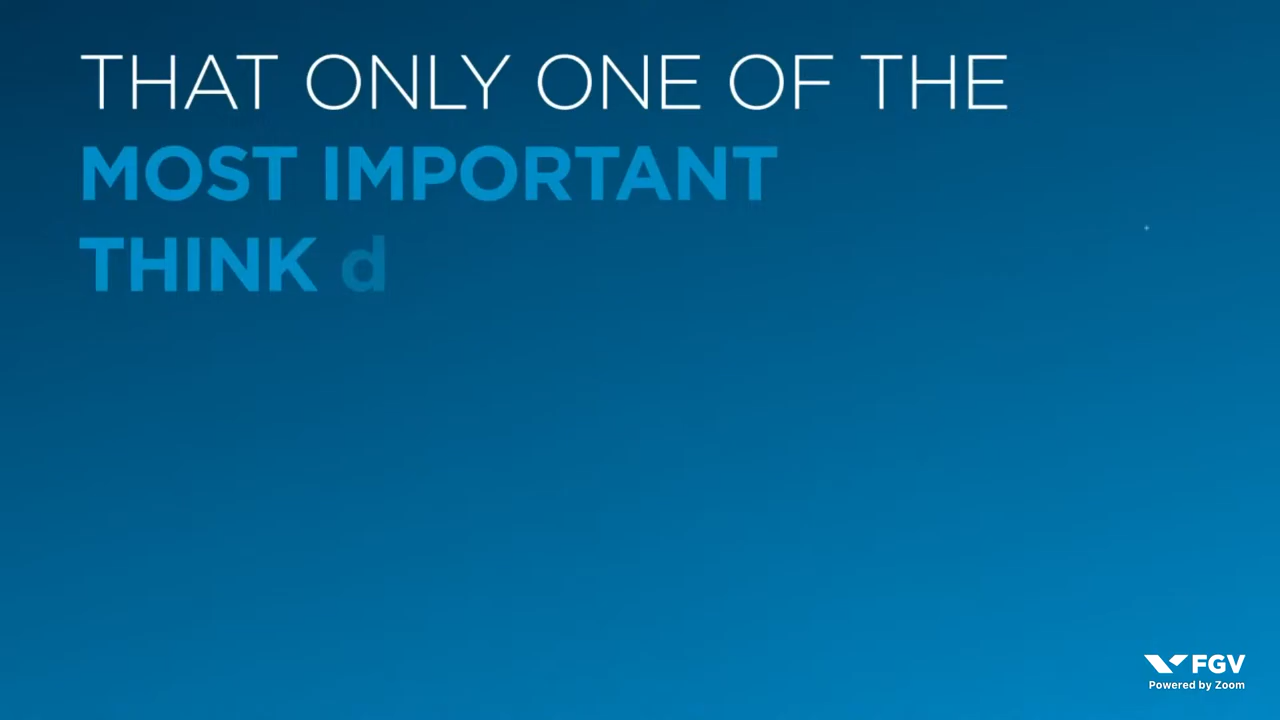 THAT ONLY ONE OF THE
MOST IMPORTANT
THINK d
FGV
Powered by Zoom